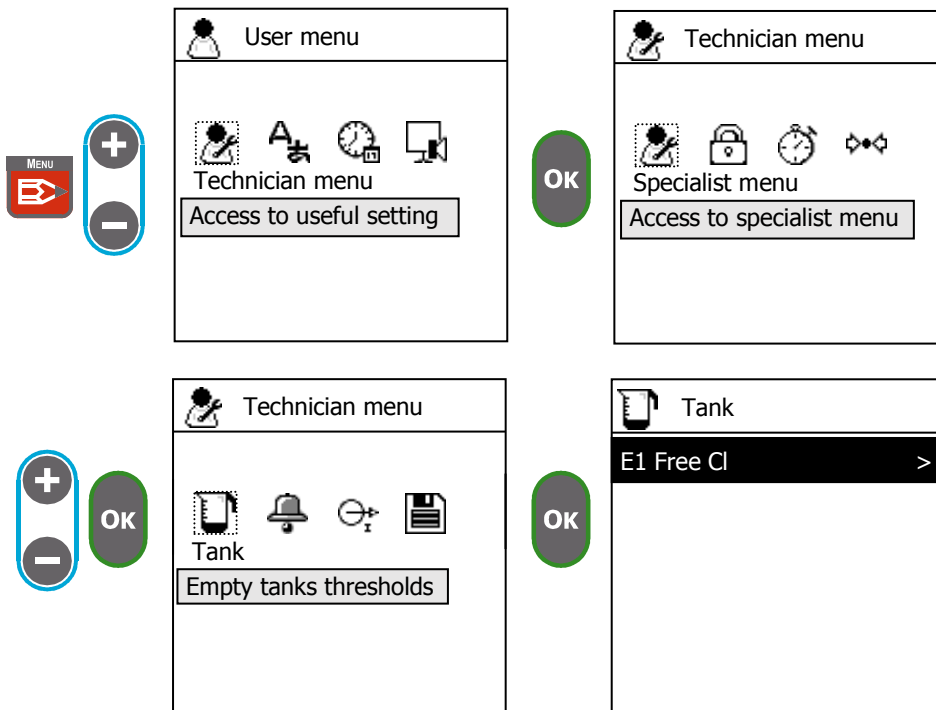 User menu
Technician menu
Access to useful setting
MENU
OK
Technician menu
Specialist menu
Access to specialist menu
Technician menu
Tank
Empty tanks thresholds
OK
OK
Tank
E1 Free Cl >